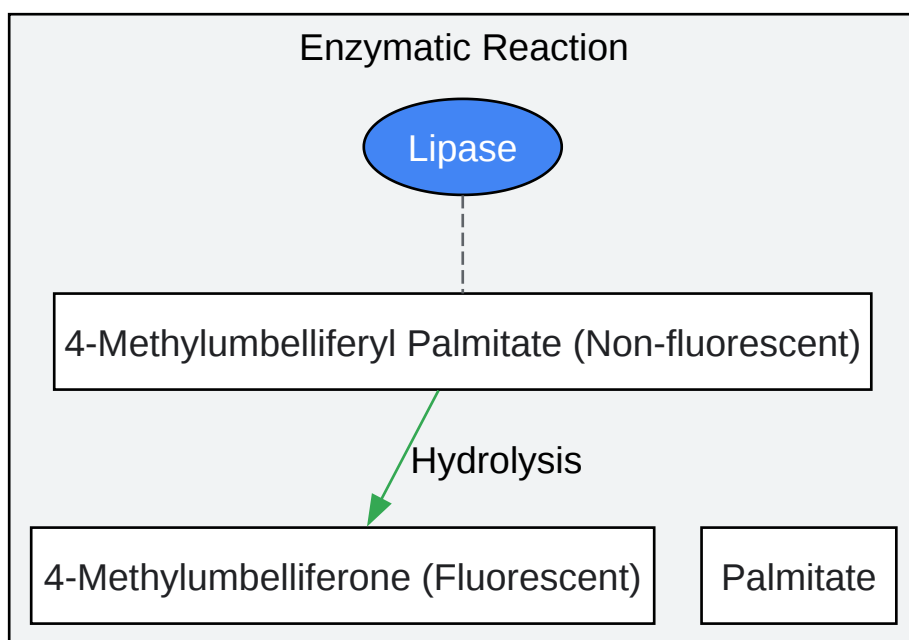 Enzymatic Reaction
Lipase
4-Methylumbelliferyl Palmitate (Non-fluorescent)
Hydrolysis
4-Methylumbelliferone (Fluorescent)
Palmitate